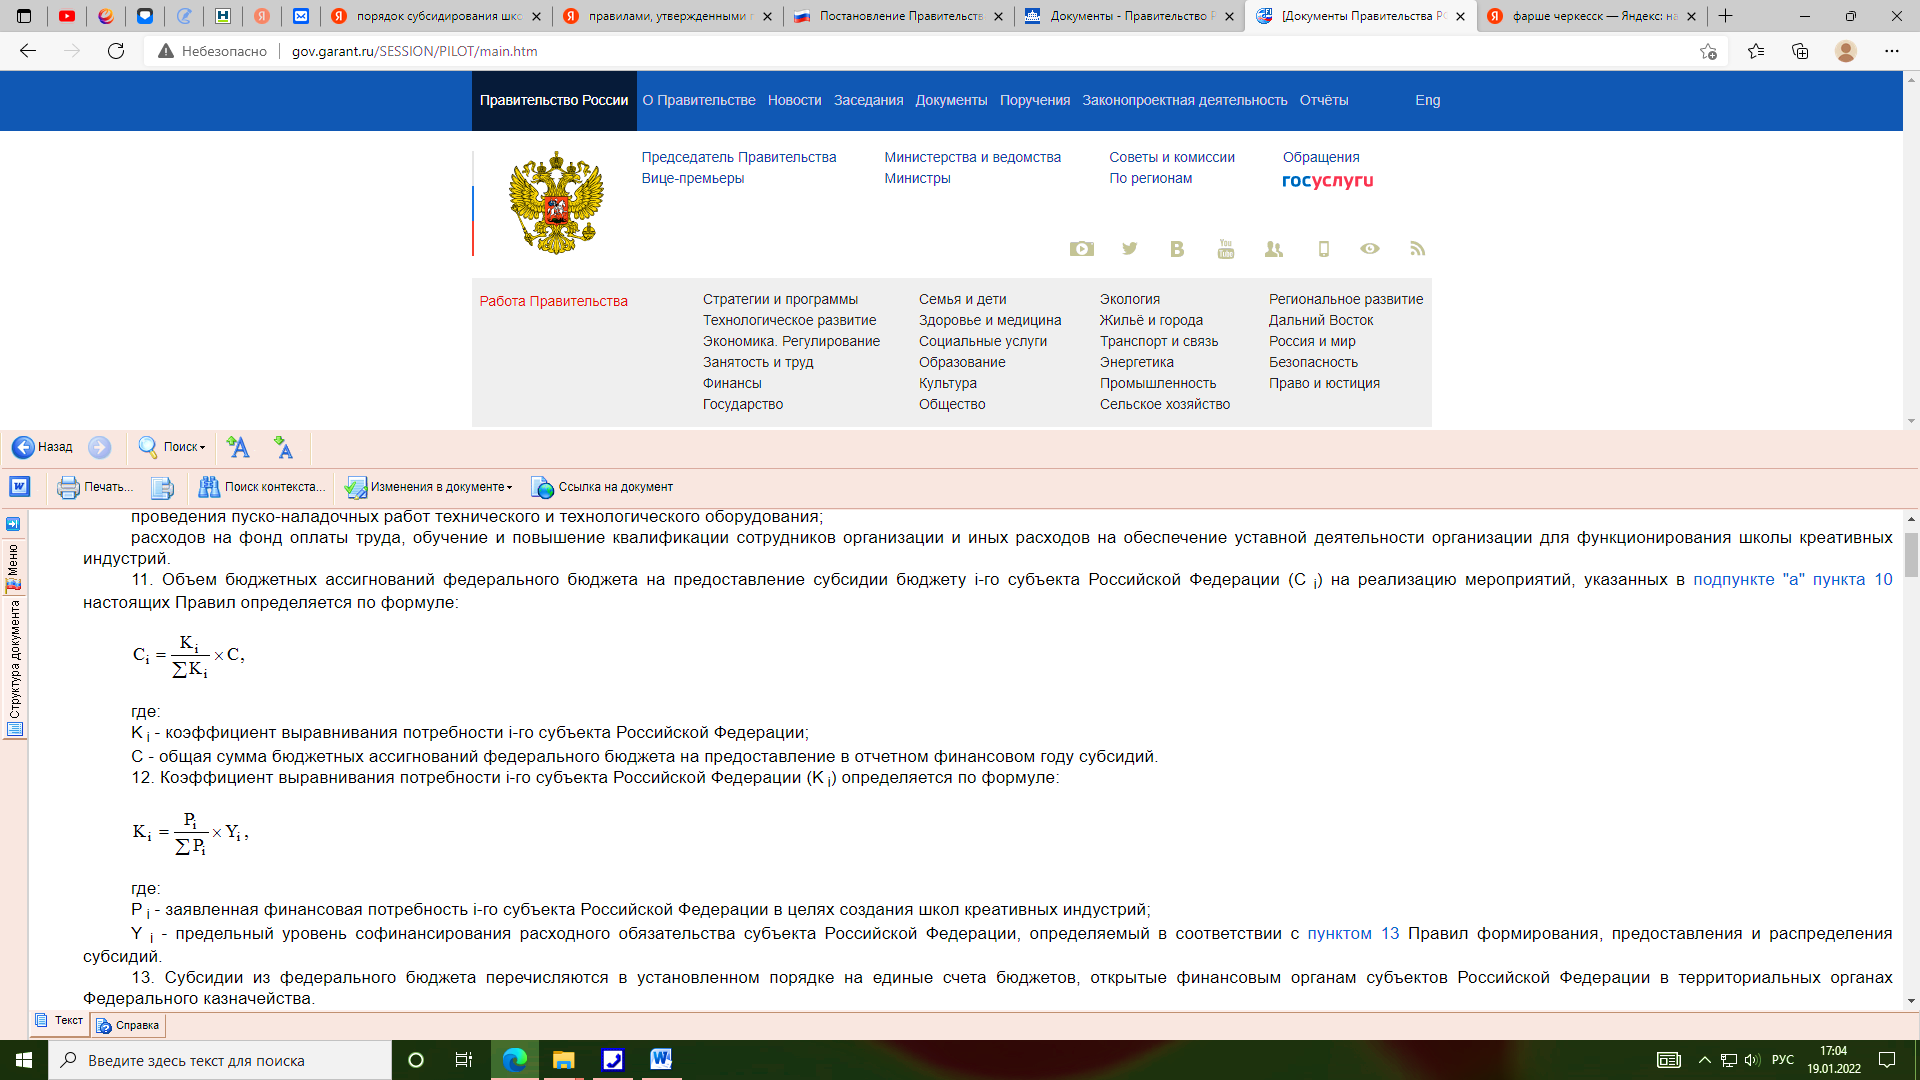 порядок субсидирования шко
правилами, утвержденными п
Постановление Правительств
Документы - Правительство Р
[Документы Правительства РФ
фарше черкесск — Яндекс: на
Небезопасно
gov.garant.ru/SESSION/PILOT/main.htm
Правительство России О Правительстве Новости Заседания Документы Поручения Законопроектная деятельность Отчёты Eng
Председатель Правительства Министерства и ведомства Советы и комиссии Обращения
Вице-премьеры Министры По регионам госуслуги
You Tube
Работа Правительства
Стратегии и программы Семья и дети Экология Региональное развитие
Технологическое развитие Здоровье и медицина Жильё и города Дальний Восток
Экономика. Регулирование Социальные услуги Транспорт и связь Россия и мир
Занятость и труд Образование Энергетика Безопасность
Финансы Культура Промышленность Право и юстиция
Государство Общество Сельское хозяйство
Назад Поиск
Печать... Поиск контекста... Изменения в документе Ссылка на документ
Меню
Структура документа
проведения пуско-наладочных работ технического и технологического оборудования;
расходов на фонд оплаты труда, обучение и повышение квалификации сотрудников организации и иных расходов на обеспечение уставной деятельности организации для функционирования школы креативных
индустрий.
11. Объем бюджетных ассигнований федерального бюджета на предоставление субсидии бюджету i-го субъекта Российской Федерации (C i) на реализацию мероприятий, указанных в подпункте "а" пункта 10
настоящих Правил определяется по формуле:
C i = K i / ∑ K i × C,
где:
K i - коэффициент выравнивания потребности i-го субъекта Российской Федерации;
C - общая сумма бюджетных ассигнований федерального бюджета на предоставление в отчетном финансовом году субсидий.
12. Коэффициент выравнивания потребности i-го субъекта Российской Федерации (K i) определяется по формуле:
K i = P i / ∑ P i × Y i ,
где:
P i - заявленная финансовая потребность i-го субъекта Российской Федерации в целях создания школ креативных индустрий;
Y i - предельный уровень софинансирования расходного обязательства субъекта Российской Федерации, определяемый в соответствии с пунктом 13 Правил формирования, предоставления и распределения
субсидий.
13. Субсидии из федерального бюджета перечисляются в установленном порядке на единые счета бюджетов, открытые финансовым органам субъектов Российской Федерации в территориальных органах
Федерального казначейства.
Текст Справка
Введите здесь текст для поиска
РУС
17:04
19.01.2022